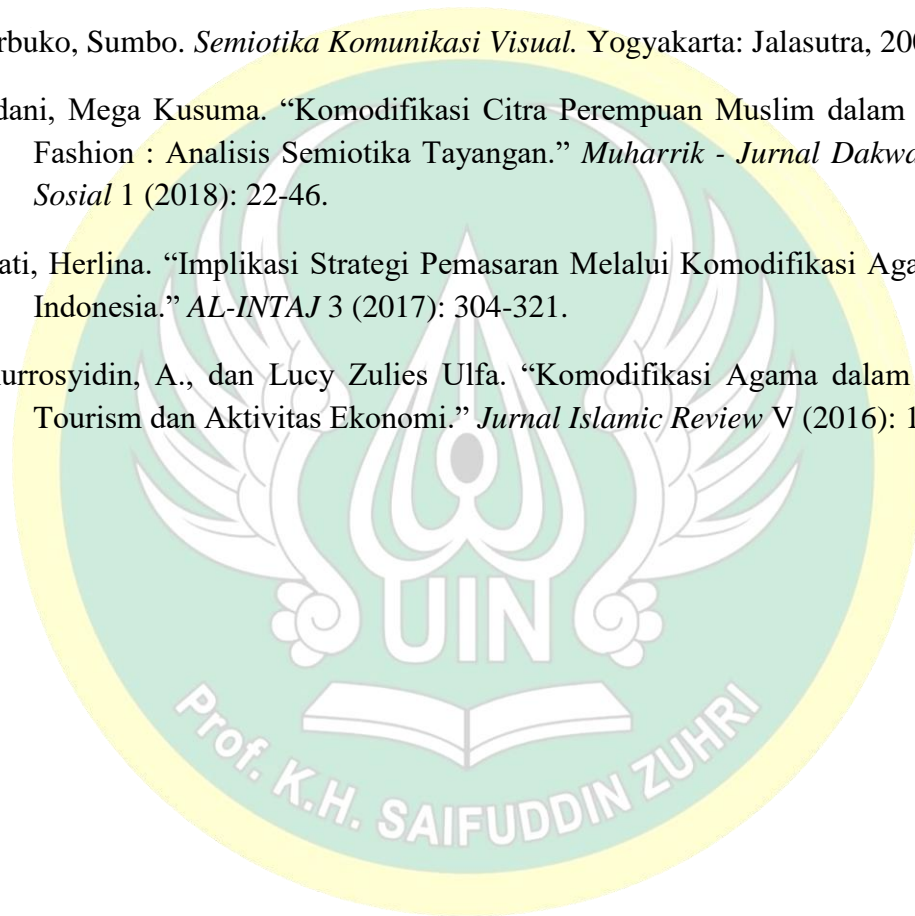 rbuko, Sumbo. Semiotika Komunikasi Visual. Yogyakarta: Jalasutra, 200
dani, Mega Kusuma. “Komodifikasi Citra Perempuan Muslim dalam
Fashion : Analisis Semiotika Tayangan.” Muharrik - Jurnal Dakwa
Sosial 1 (2018): 22-46.
ati, Herlina. “Implikasi Strategi Pemasaran Melalui Komodifikasi Aga
Indonesia.” AL-INTAJ 3 (2017): 304-321.
urrosyidin, A., dan Lucy Zulies Ulfa. “Komodifikasi Agama dalam
Tourism dan Aktivitas Ekonomi.” Jurnal Islamic Review V (2016): 1
UIN
Prof. K.H. SAIFUDDIN ZUHRI